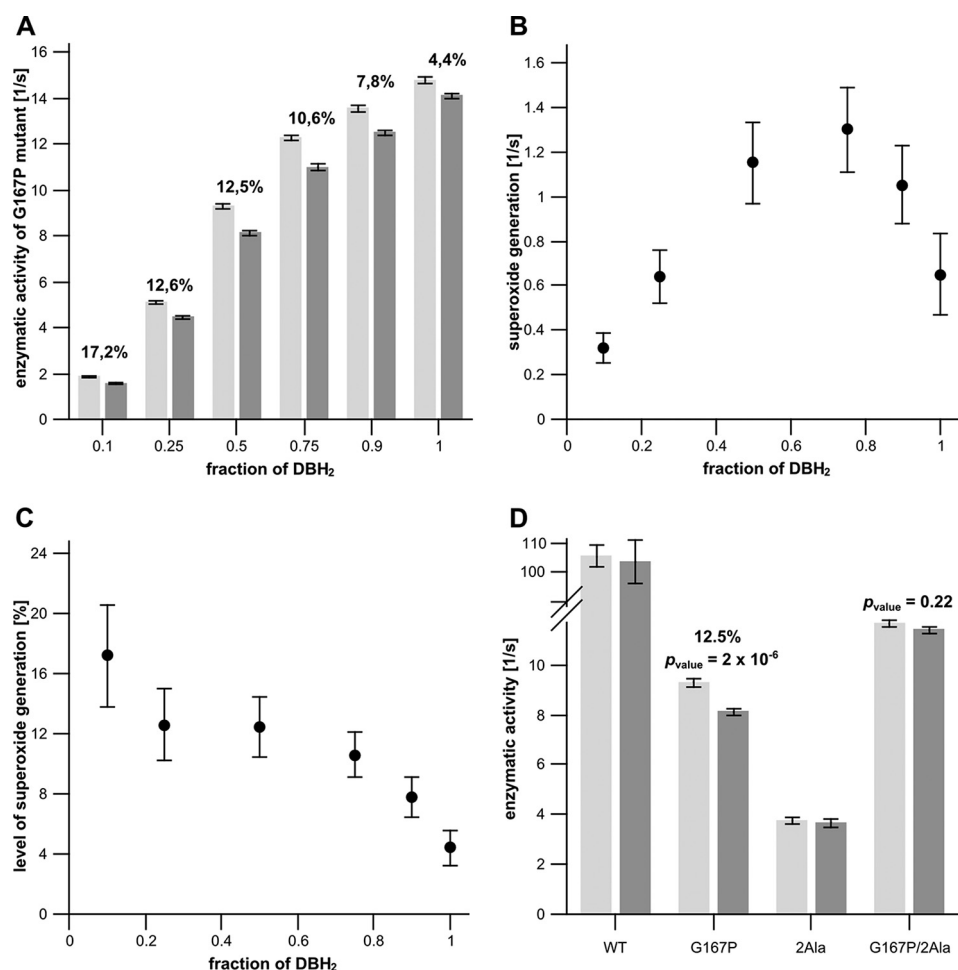 A
enzymatic activity of G167P mutant [1/s]
16
14
12
10
8
6
4
2
0
17,2%
12,6%
12,5%
10,6%
7,8%
4,4%
0.1 0.25 0.5 0.75 0.9 1
fraction of DBH₂
B
superoxide generation [1/s]
1.6
1.4
1.2
1
0.8
0.6
0.4
0.2
0
0 0.2 0.4 0.6 0.8 1
fraction of DBH₂
C
level of superoxide generation [%]
24
20
16
12
8
4
0
0 0.2 0.4 0.6 0.8 1
fraction of DBH₂
D
enzymatic activity [1/s]
110
100
10
8
6
4
2
0
12.5%
pvalue = 2 x 10⁻⁶
pvalue = 0.22
WT G167P 2Ala G167P/2Ala